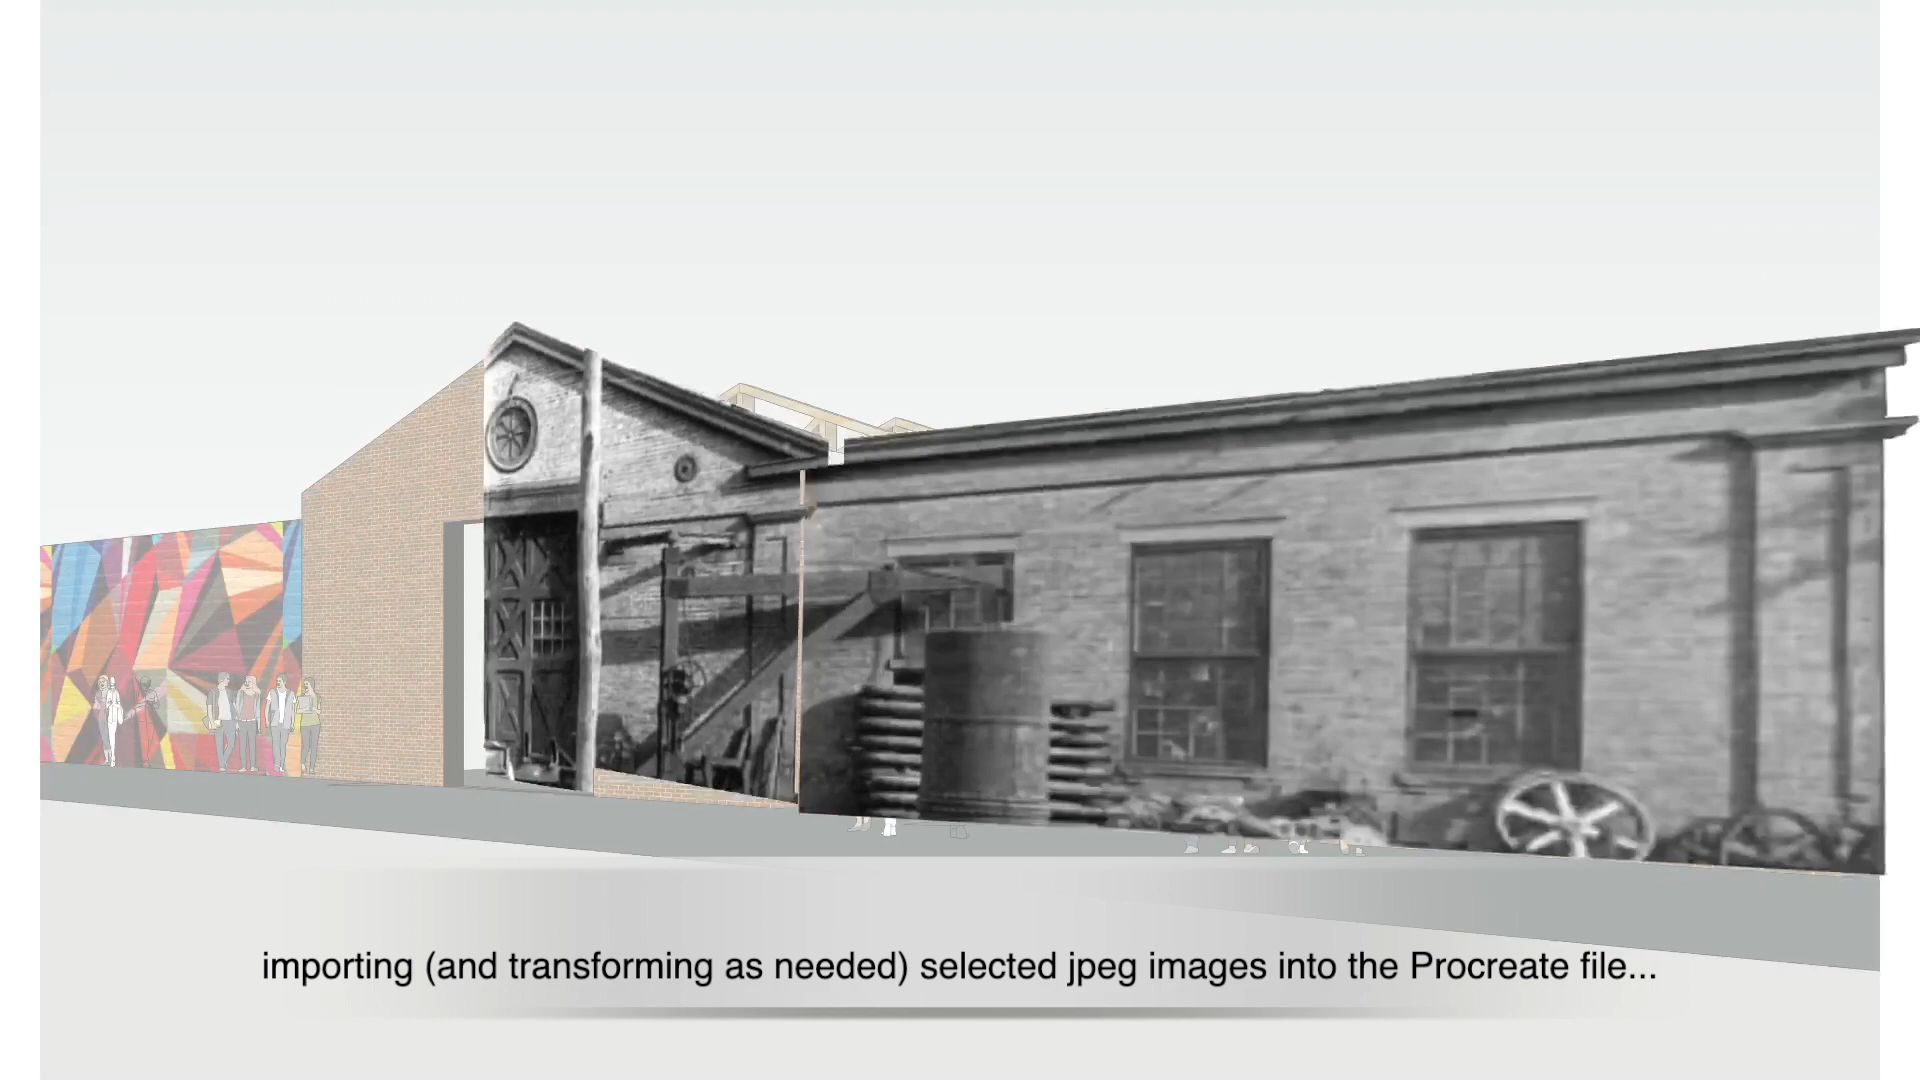 importing (and transforming as needed) selected jpeg images into the Procreate file...